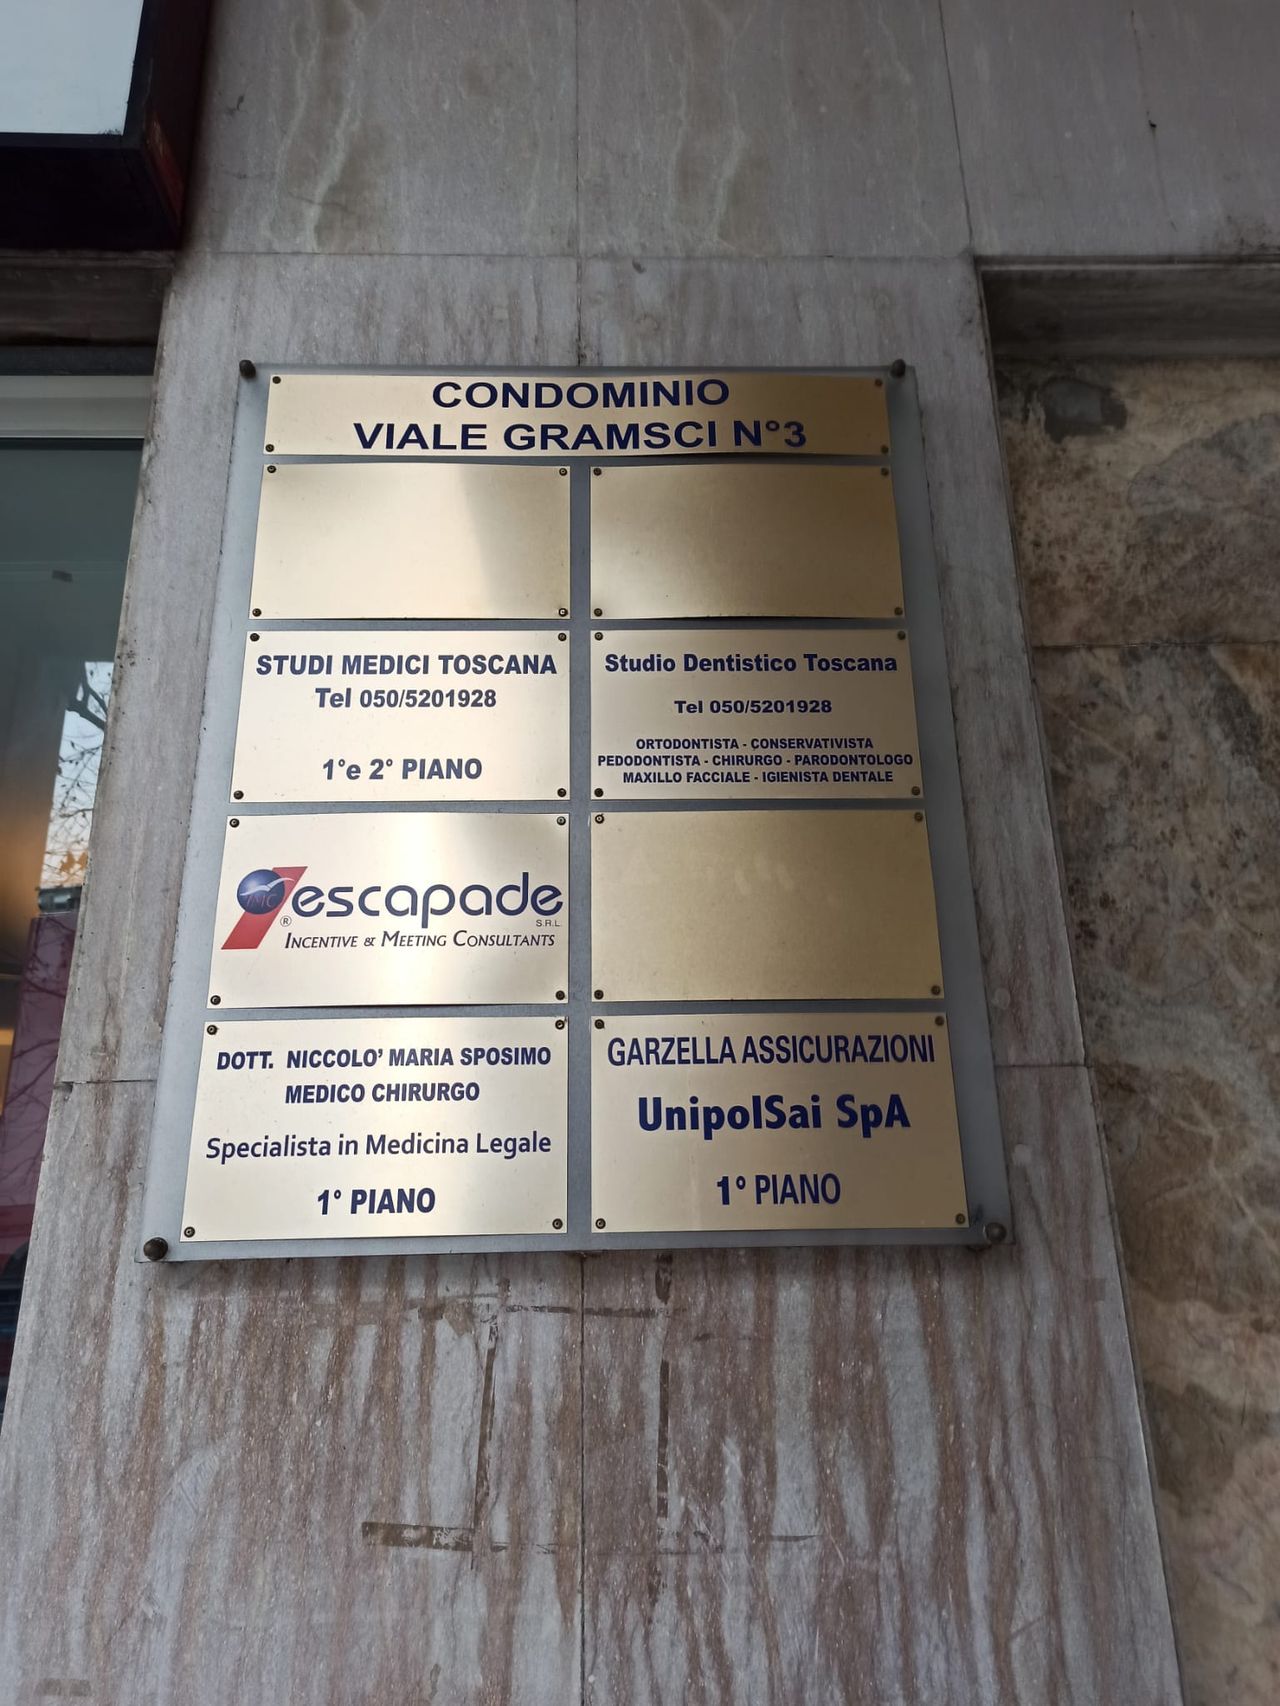 CONDOMINIO
VIALE GRAMSCI N°3
STUDI MEDICI TOSCANA
Tel 050/5201928
1°e 2° PIANO
Studio Dentistico Toscana
Tel 050/5201928
ORTODONTISTA - CONSERVATIVISTA
PEDODONTISTA - CHIRURGO - PARODONTOLOGO
MAXILLO FACCIALE - IGIENISTA DENTALE
IMC
escapade
® S.R.L.
INCENTIVE & MEETING CONSULTANTS
DOTT. NICCOLO' MARIA SPOSIMO
MEDICO CHIRURGO
Specialista in Medicina Legale
1° PIANO
GARZELLA ASSICURAZIONI
UnipolSai SpA
1° PIANO